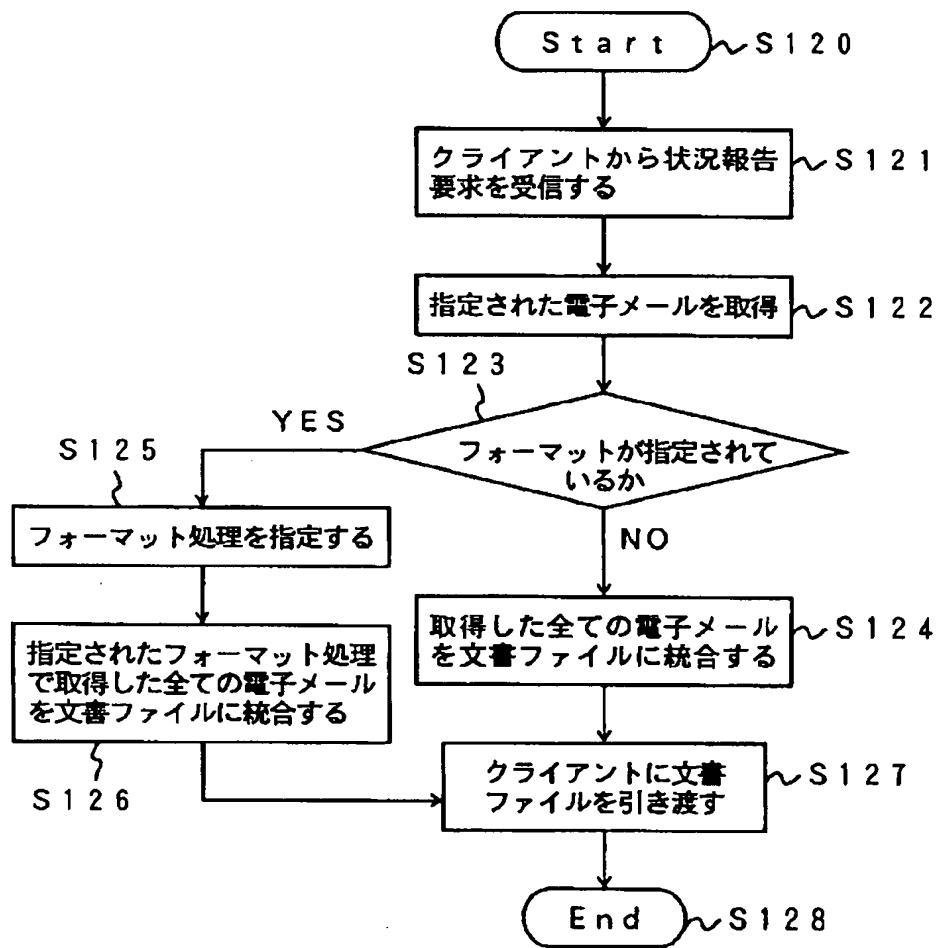 Start
S120
クライアントから状況報告
要求を受信する
S121
指定された電子メールを取得
S122
S123
フォーマットが指定されて
いるか
YES
NO
S125
フォーマット処理を指定する
指定されたフォーマット処理
で取得した全ての電子メール
を文書ファイルに統合する
S126
取得した全ての電子メール
を文書ファイルに統合する
S124
クライアントに文書
ファイルを引き渡す
S127
End
S128